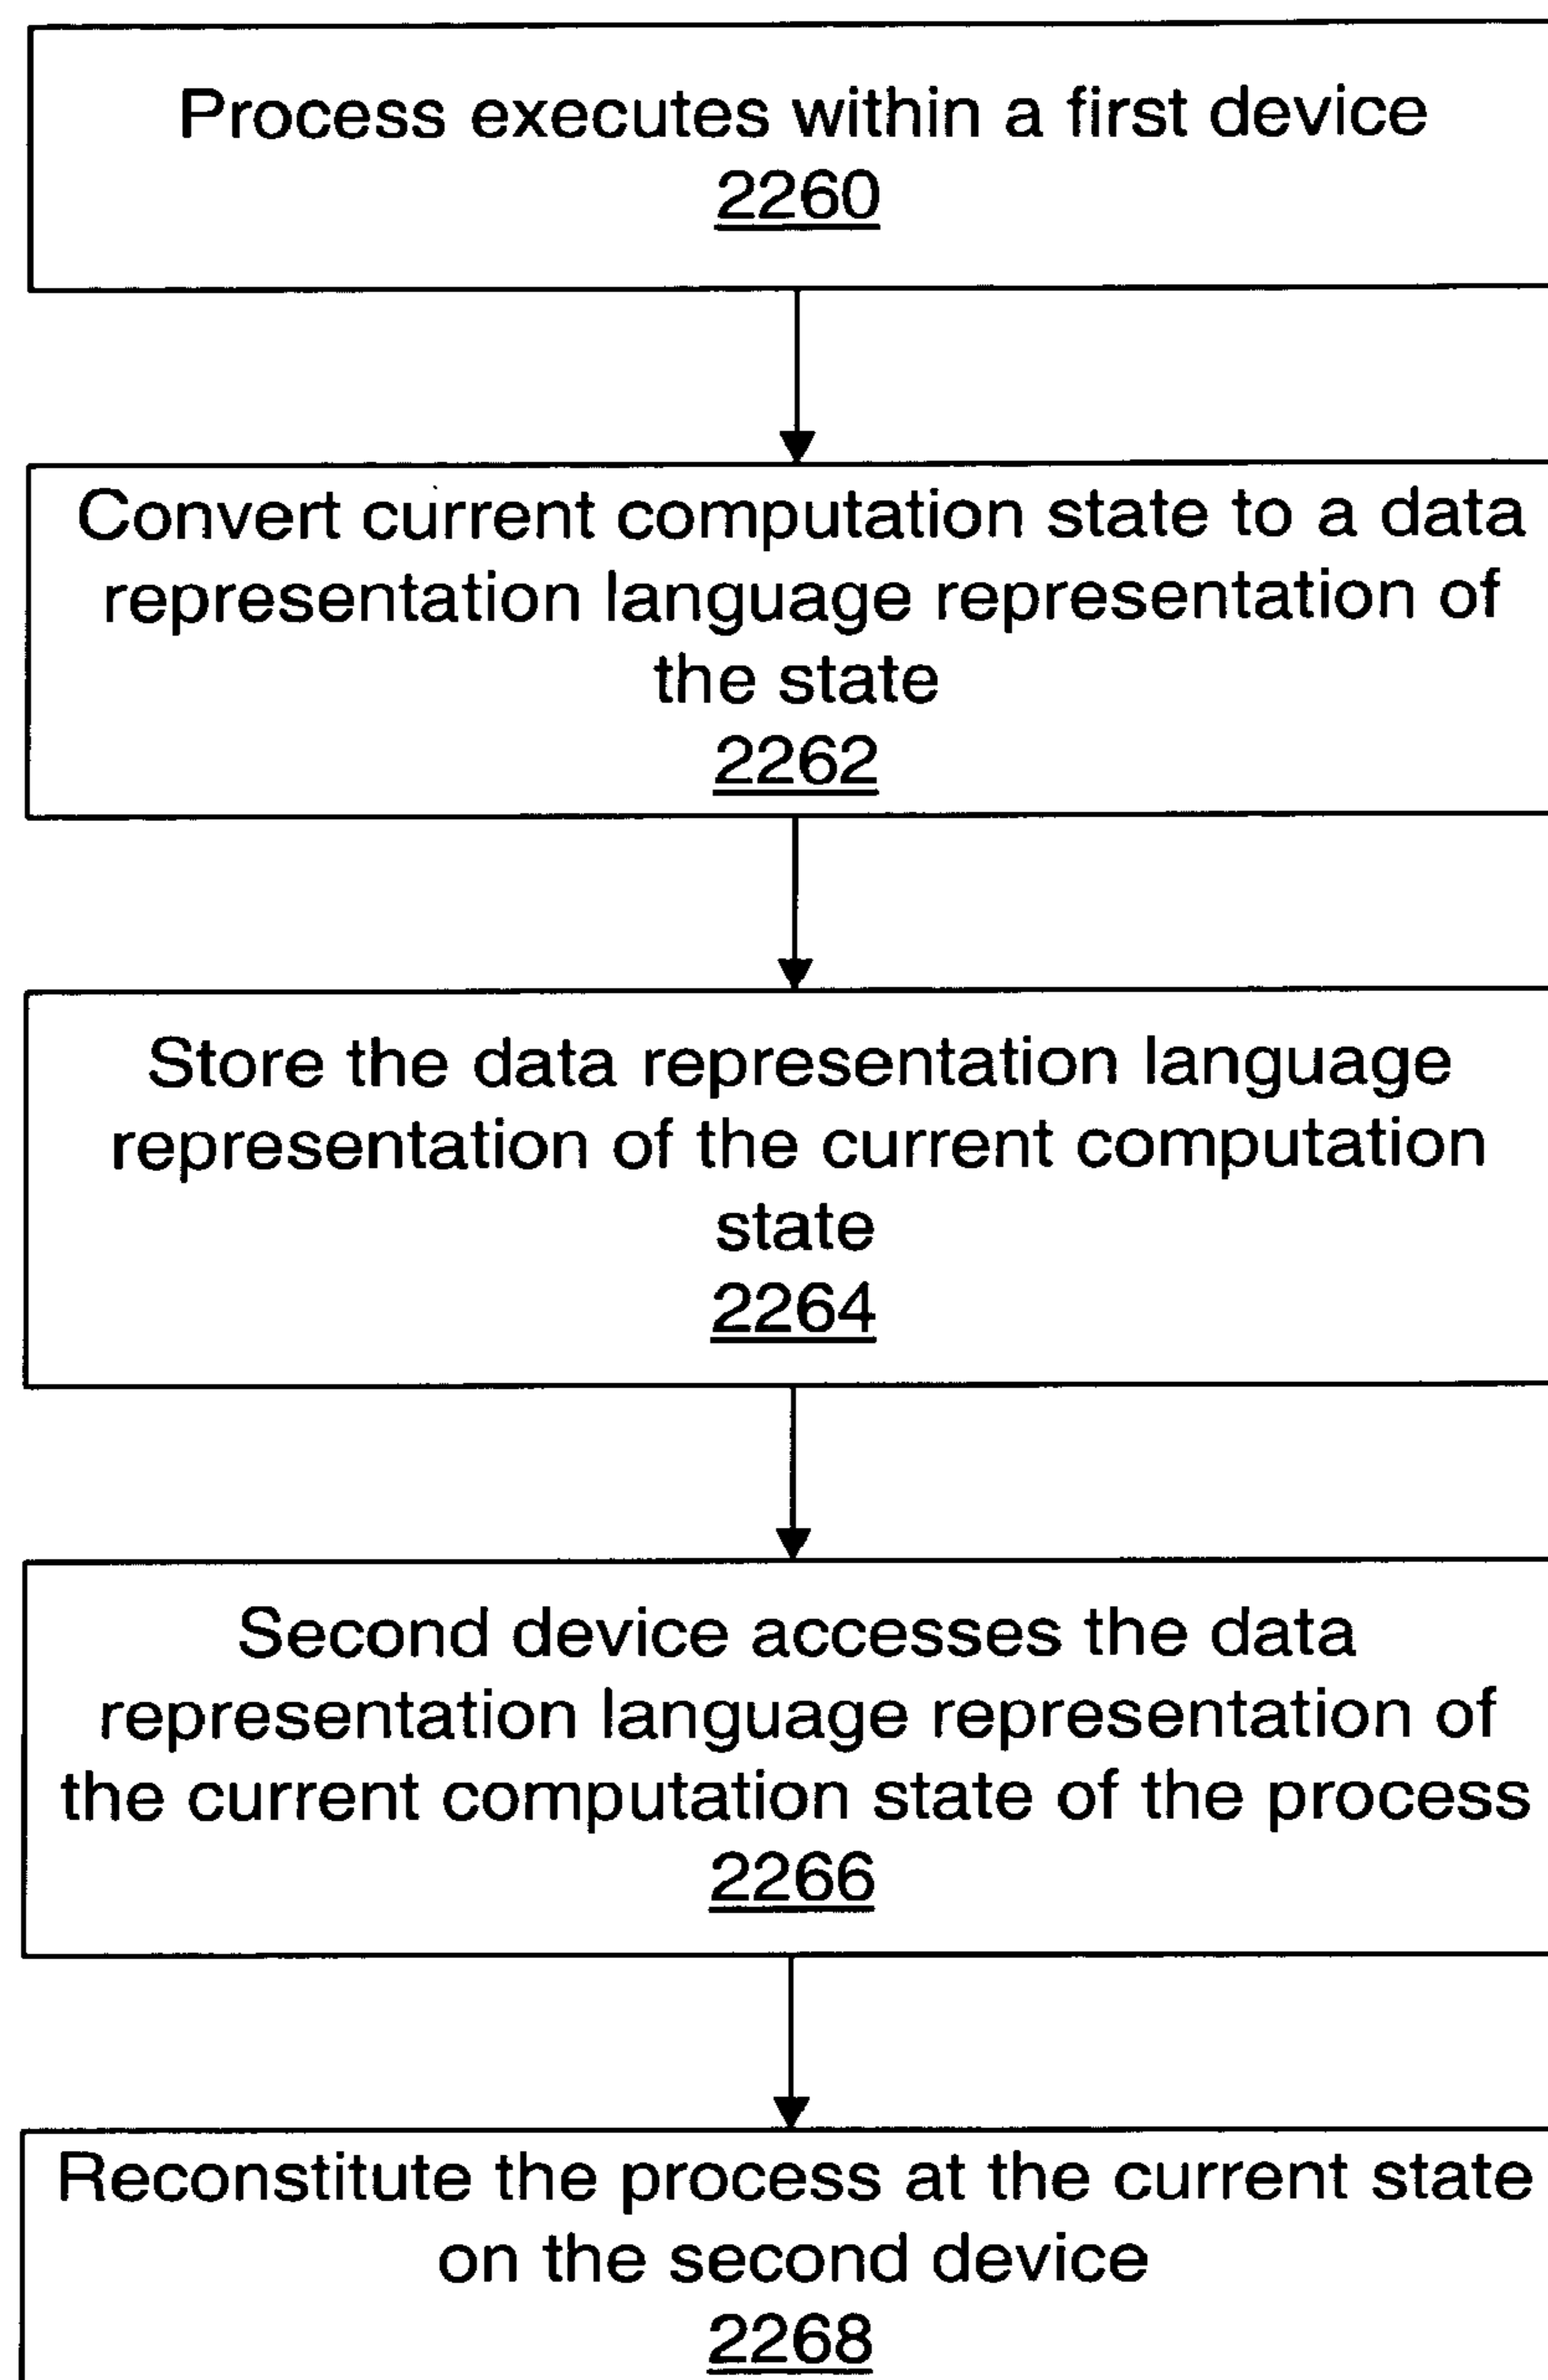 Process executes within a first device
2260
Convert current computation state to a data
representation language representation of
the state
2262
Store the data representation language
representation of the current computation
state
2264
Second device accesses the data
representation language representation of
the current computation state of the process
2266
Reconstitute the process at the current state
on the second device
2268